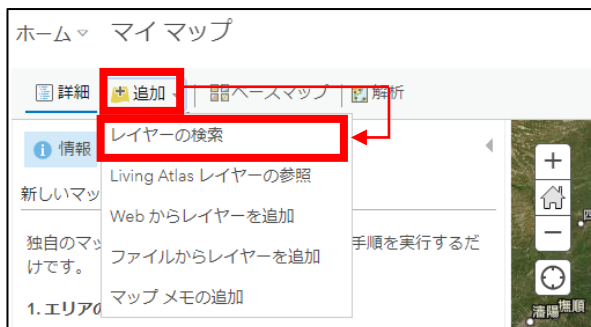 ホーム マイ マップ
詳細 追加 ベースマップ 解析
情報
レイヤーの検索
Living Atlas レイヤーの参照
新しいマッ
Web からレイヤーを追加
独自のマッ 手順を実行するだ
けです。
ファイルからレイヤーを追加
マップ メモの追加
1. エリアの
瀋陽 撫順